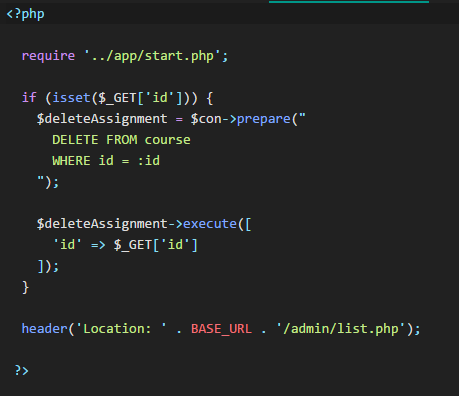 <?php
require '../app/start.php';
if (isset($_GET['id'])) {
$deleteAssignment = $con->prepare("
DELETE FROM course
WHERE id = :id
");
$deleteAssignment->execute([
'id' => $_GET['id']
]);
}
header('Location: ' . BASE_URL . '/admin/list.php');
?>